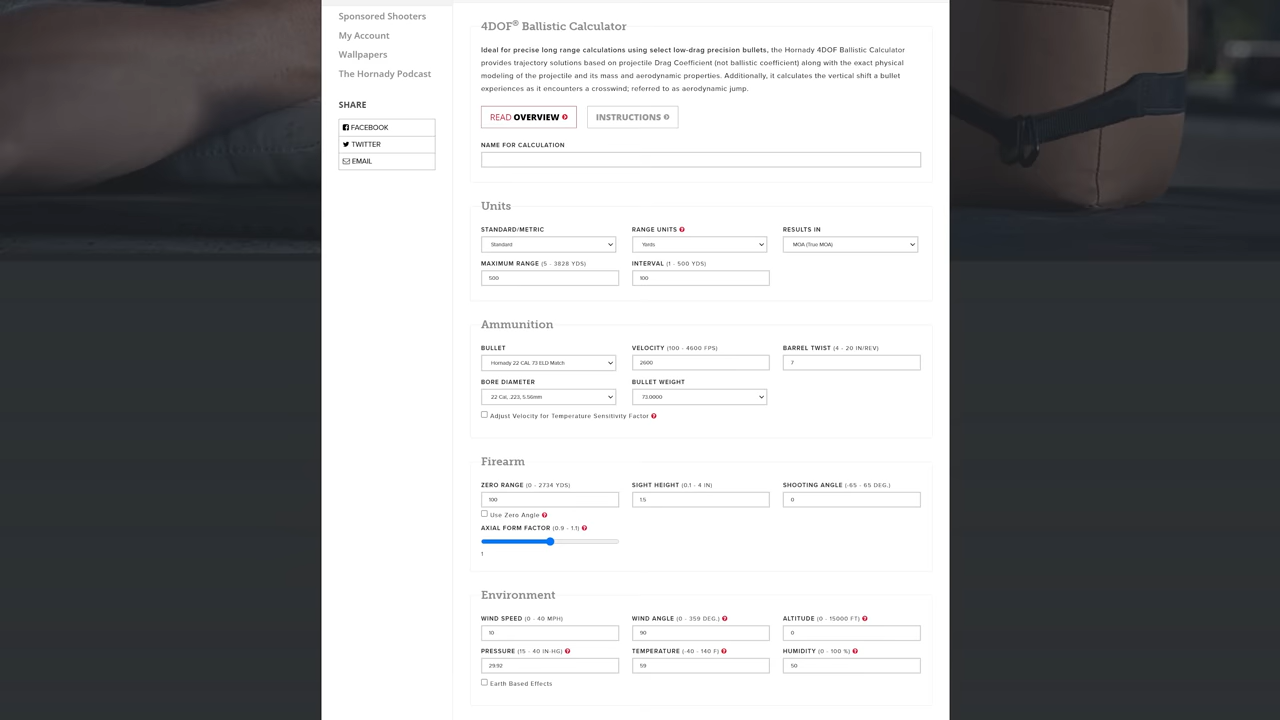 Sponsored Shooters
My Account
Wallpapers
The Hornady Podcast
SHARE
FACEBOOK
TWITTER
EMAIL
4DOF® Ballistic Calculator
Ideal for precise long range calculations using select low-drag precision bullets, the Hornady 4DOF Ballistic Calculator
provides trajectory solutions based on projectile Drag Coefficient (not ballistic coefficient) along with the exact physical
modeling of the projectile and its mass and aerodynamic properties. Additionally, it calculates the vertical shift a bullet
experiences as it encounters a crosswind; referred to as aerodynamic jump.
READ OVERVIEW INSTRUCTIONS
NAME FOR CALCULATION
Units
STANDARD/METRIC RANGE UNITS RESULTS IN
Standard Yards MOA (True MOA)
MAXIMUM RANGE (5 - 3828 YDS) INTERVAL (1 - 500 YDS)
500 100
Ammunition
BULLET VELOCITY (100 - 4600 FPS) BARREL TWIST (4 - 20 IN/REV)
Hornady 22 CAL 73 ELD Match 2600 7
BORE DIAMETER BULLET WEIGHT
22 Cal, .223, 5.56mm 73.0000
Adjust Velocity for Temperature Sensitivity Factor
Firearm
ZERO RANGE (0 - 2734 YDS) SIGHT HEIGHT (0.1 - 4 IN) SHOOTING ANGLE (-65 - 65 DEG.)
100 1.5 0
Use Zero Angle
AXIAL FORM FACTOR (0.9 - 1.1)
1
Environment
WIND SPEED (0 - 40 MPH) WIND ANGLE (0 - 359 DEG.) ALTITUDE (0 - 15000 FT)
10 90 0
PRESSURE (15 - 40 IN-HG) TEMPERATURE (-40 - 140 F) HUMIDITY (0 - 100 %)
29.92 59 50
Earth Based Effects